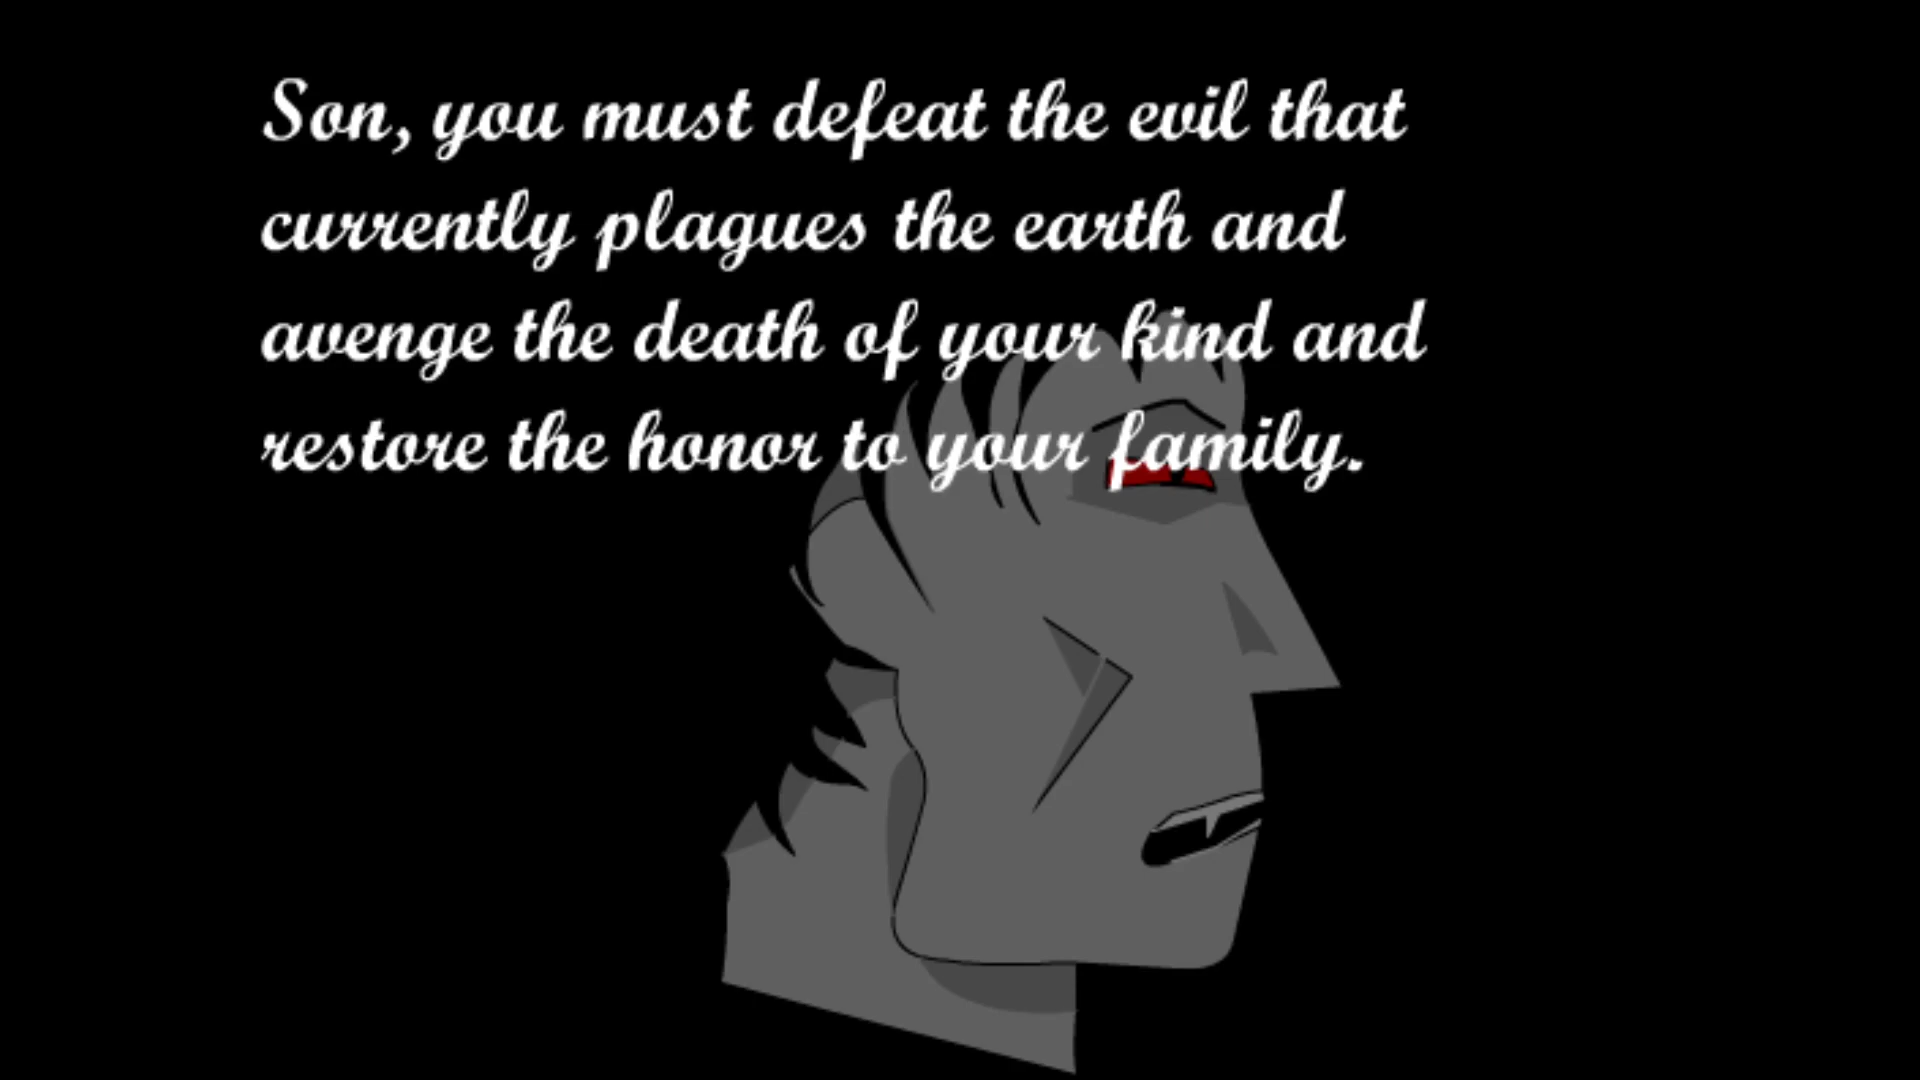 Son, you must defeat the evil that
currently plagues the earth and
avenge the death of your kind and
restore the honor to your family.